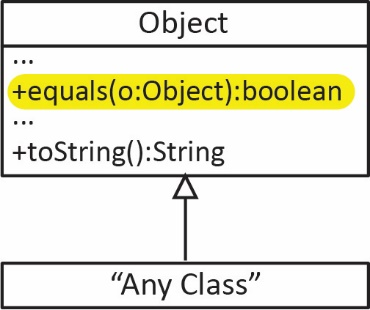 Object
...
+equals(o:Object):boolean
...
+toString():String
“Any Class”